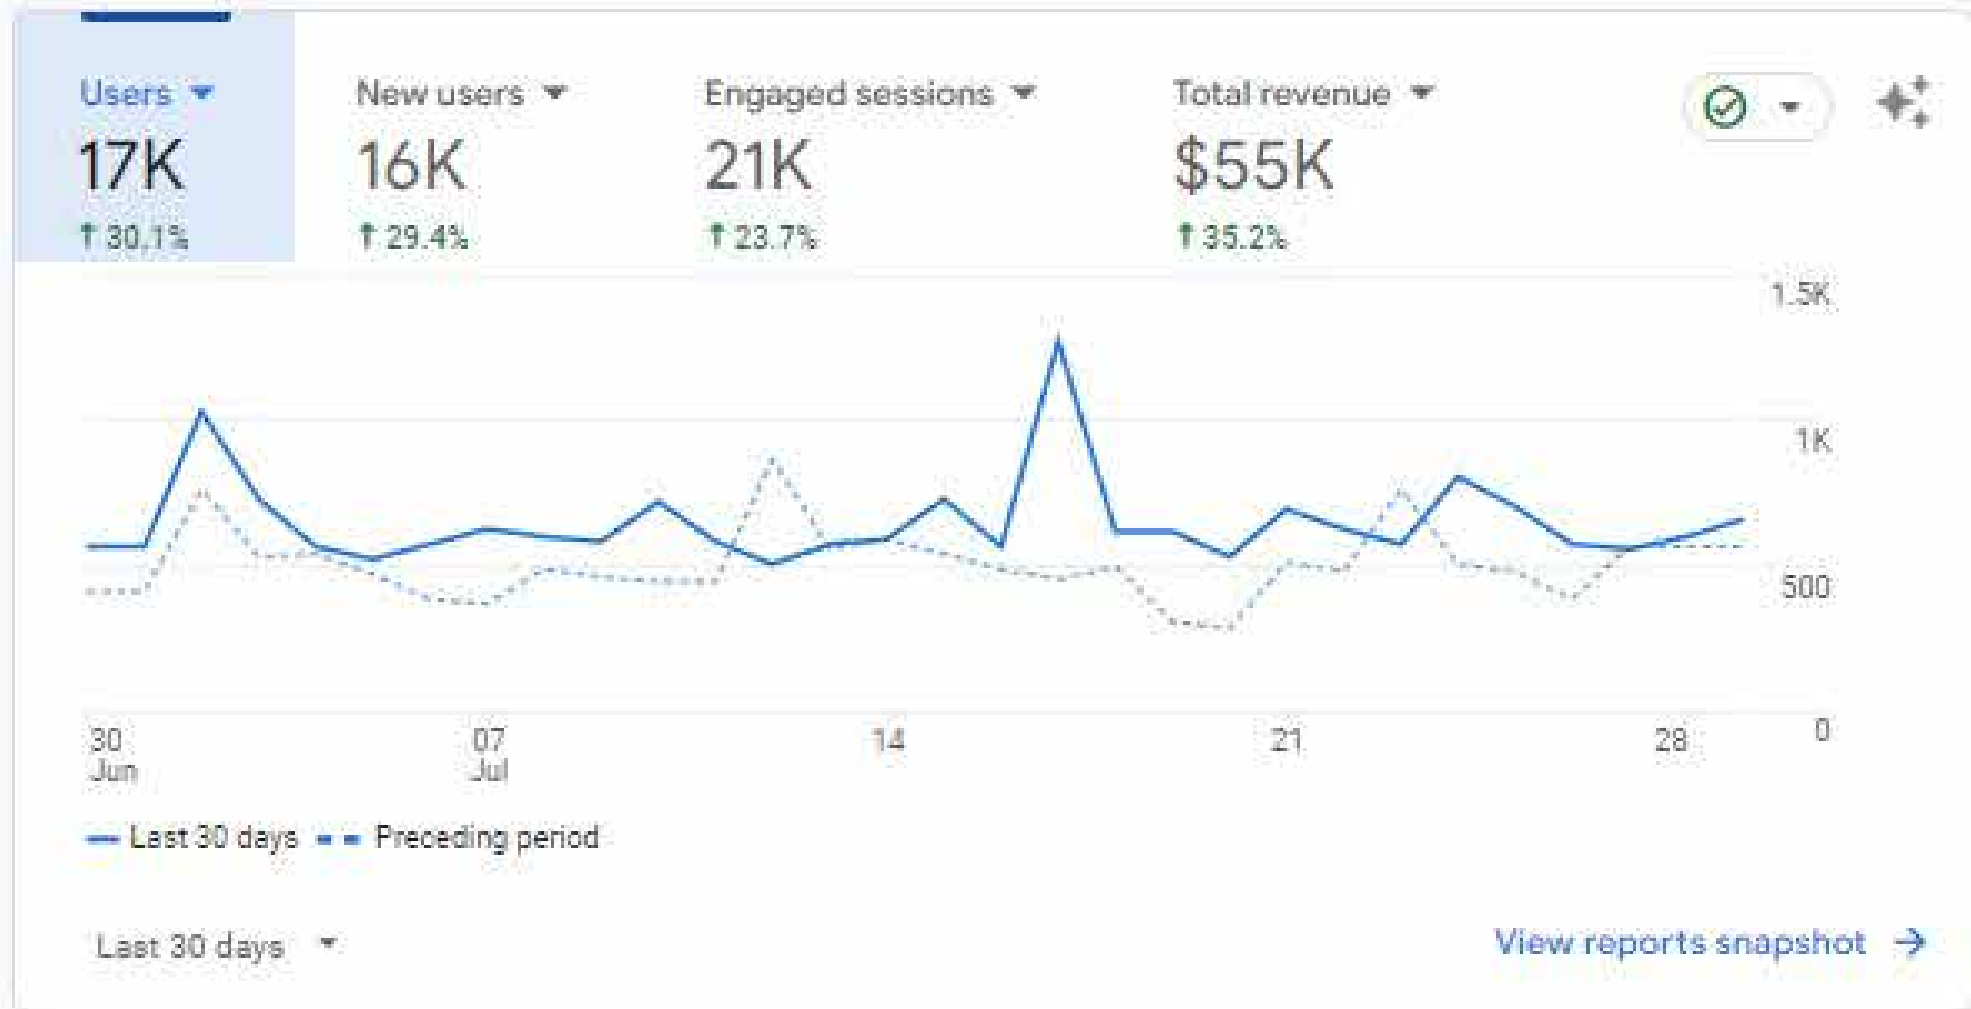 Users New users Engaged sessions Total revenue
17K 16K 21K $55K
↑ 30.1% ↑ 29.4% ↑ 23.7% ↑ 35.2%
1.5K
1K
500
0
30 07 14 21 28
Jun Jul
Last 30 days Preceding period
Last 30 days View reports snapshot →